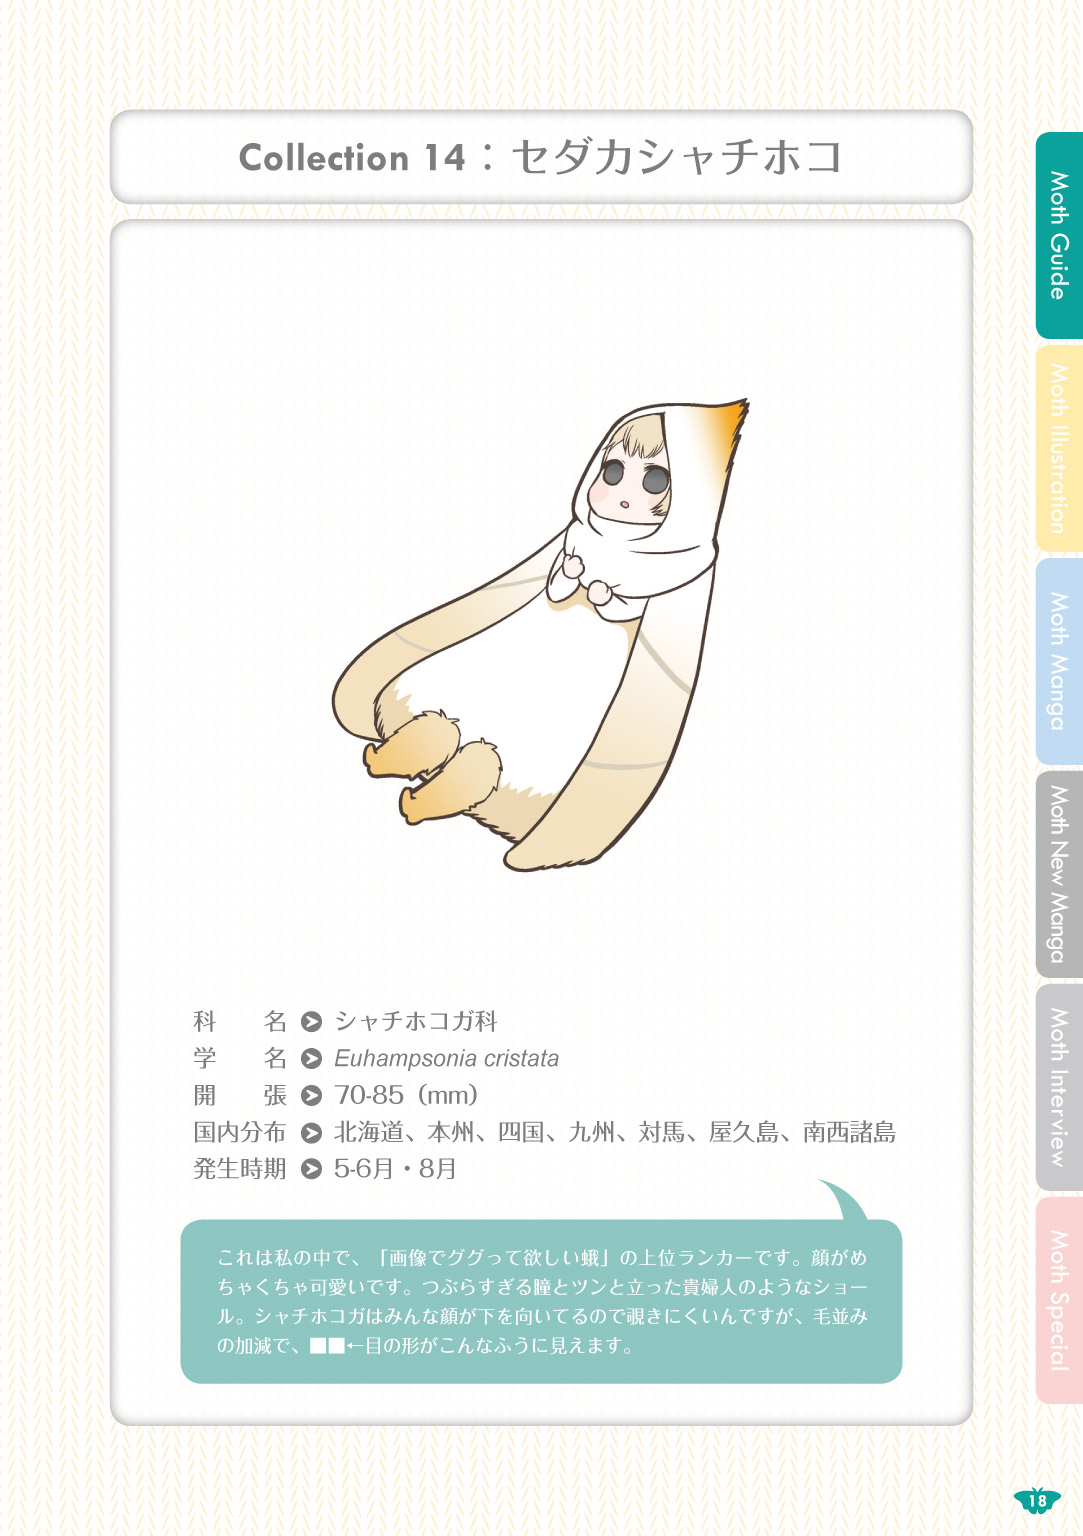 Collection 14：セダカシャチホコ
科名 シャチホコガ科
学名 Euhampsonia cristata
開張 70-85（mm）
国内分布 北海道、本州、四国、九州、対馬、屋久島、南西諸島
発生時期 5-6月・8月
これは私の中で、「画像でググって欲しい蛾」の上位ランカーです。顔がめ
ちゃくちゃ可愛いです。つぶらすぎる瞳とツンと立った貴婦人のようなショー
ル。シャチホコガはみんな顔が下を向いてるので覗きにくいんですが、毛並み
の加減で、■■←目の形がこんなふうに見えます。
Moth Guide
Moth Illustration
Moth Manga
Moth New Manga
Moth Interview
Moth Special
18